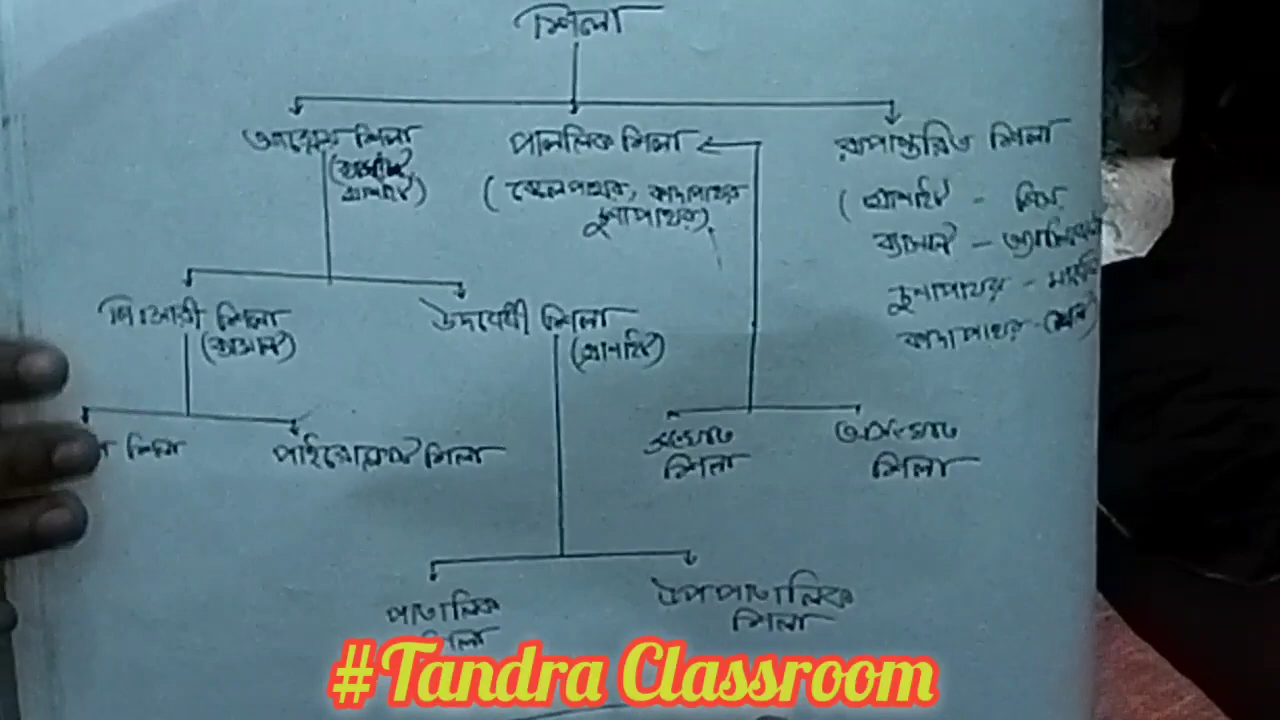 শিলা
আগ্নেয় শিলা
পাললিক শিলা
রূপান্তরিত শিলা
(ব্যাসল্ট,
গ্রানাইট)
(বেলেপাথর, কাদাপাথর
চুনাপাথর)
(গ্রানাইট - নিস
ব্যাসল্ট -
চুনাপাথর -
কাদাপাথর -
নিঃসারী শিলা
(ব্যাসল্ট)
উদবেধী শিলা
(গ্রানাইট)
শিলা
পাইরোক্লাস্ট শিলা
সংঘাত
শিলা
অসংঘাত
শিলা
পাতালিক
শিলা
উপপাতালিক
শিলা
#Tandra Classroom